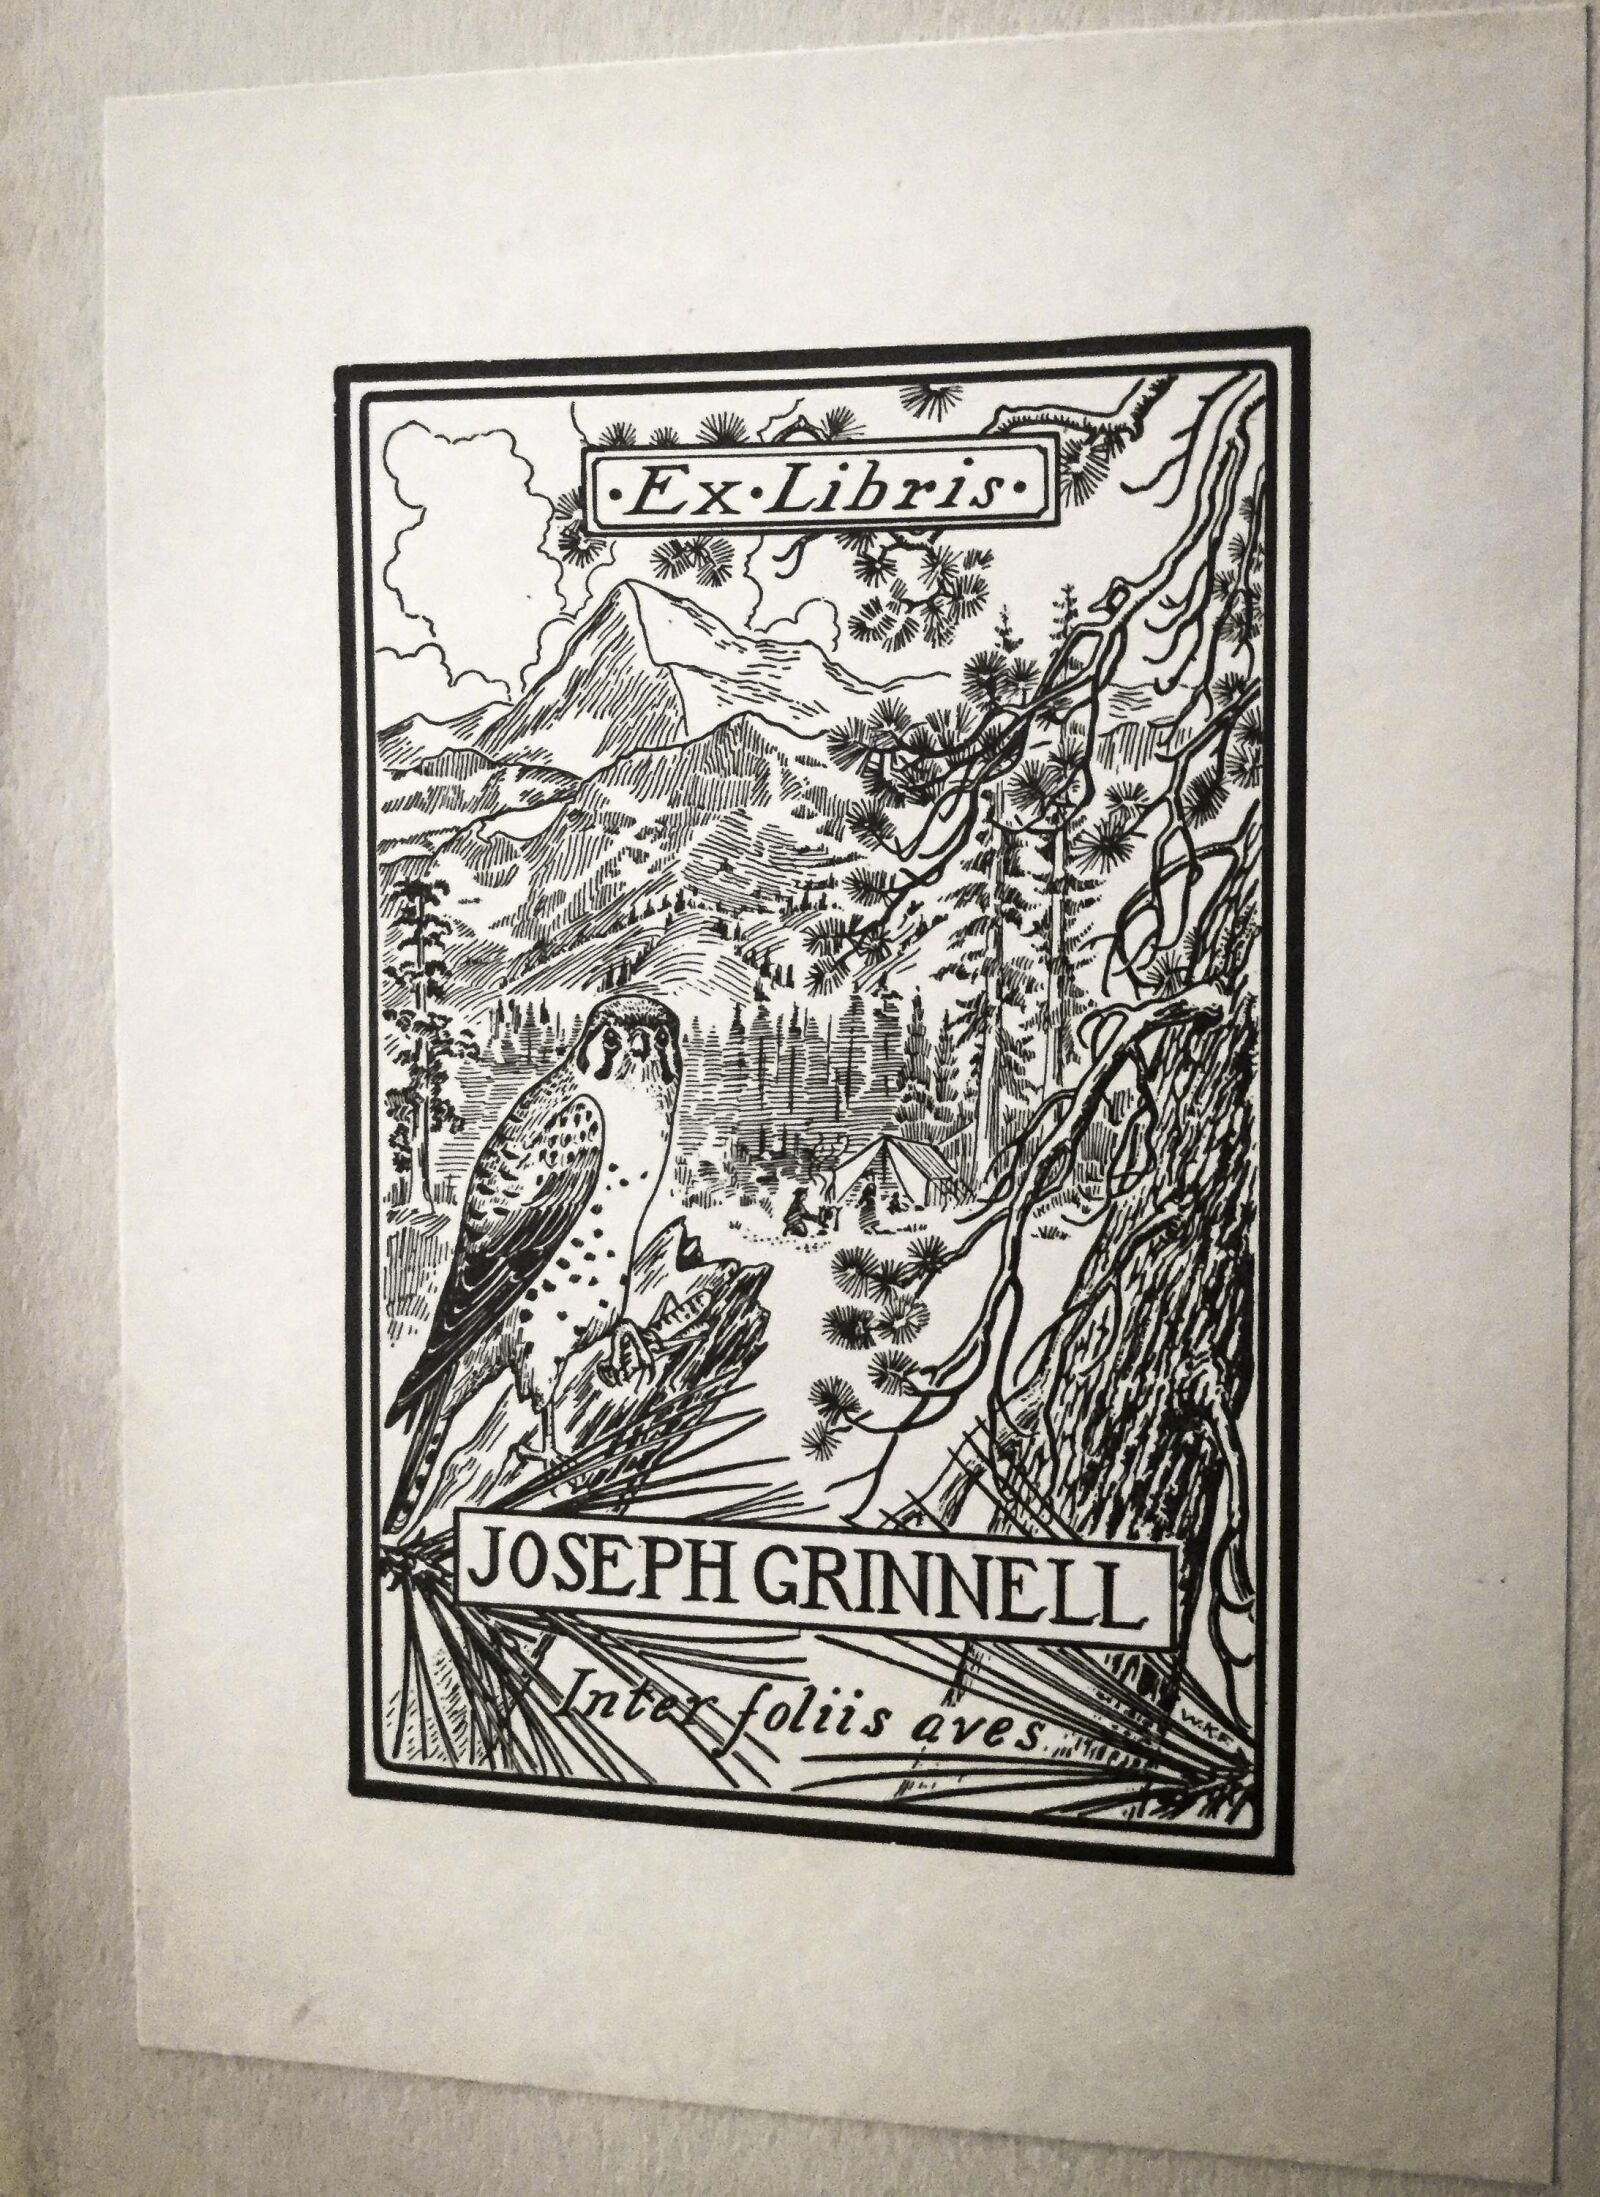 ·Ex·Libris·
JOSEPH GRINNELL
Inter foliis aves
W.K.F.